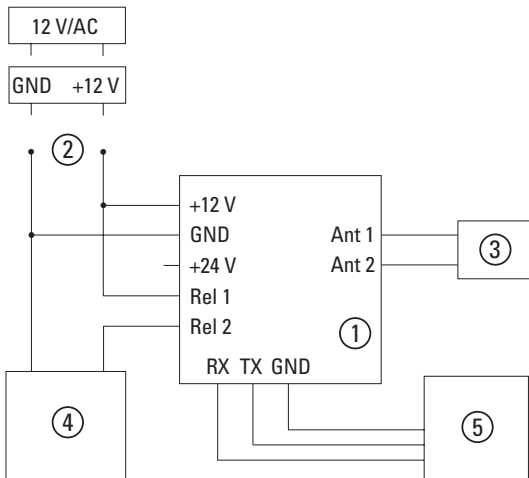 12 V/AC
GND +12 V
②
+12 V
GND Ant 1
③
+24 V Ant 2
Rel 1
Rel 2
①
RX TX GND
④
⑤